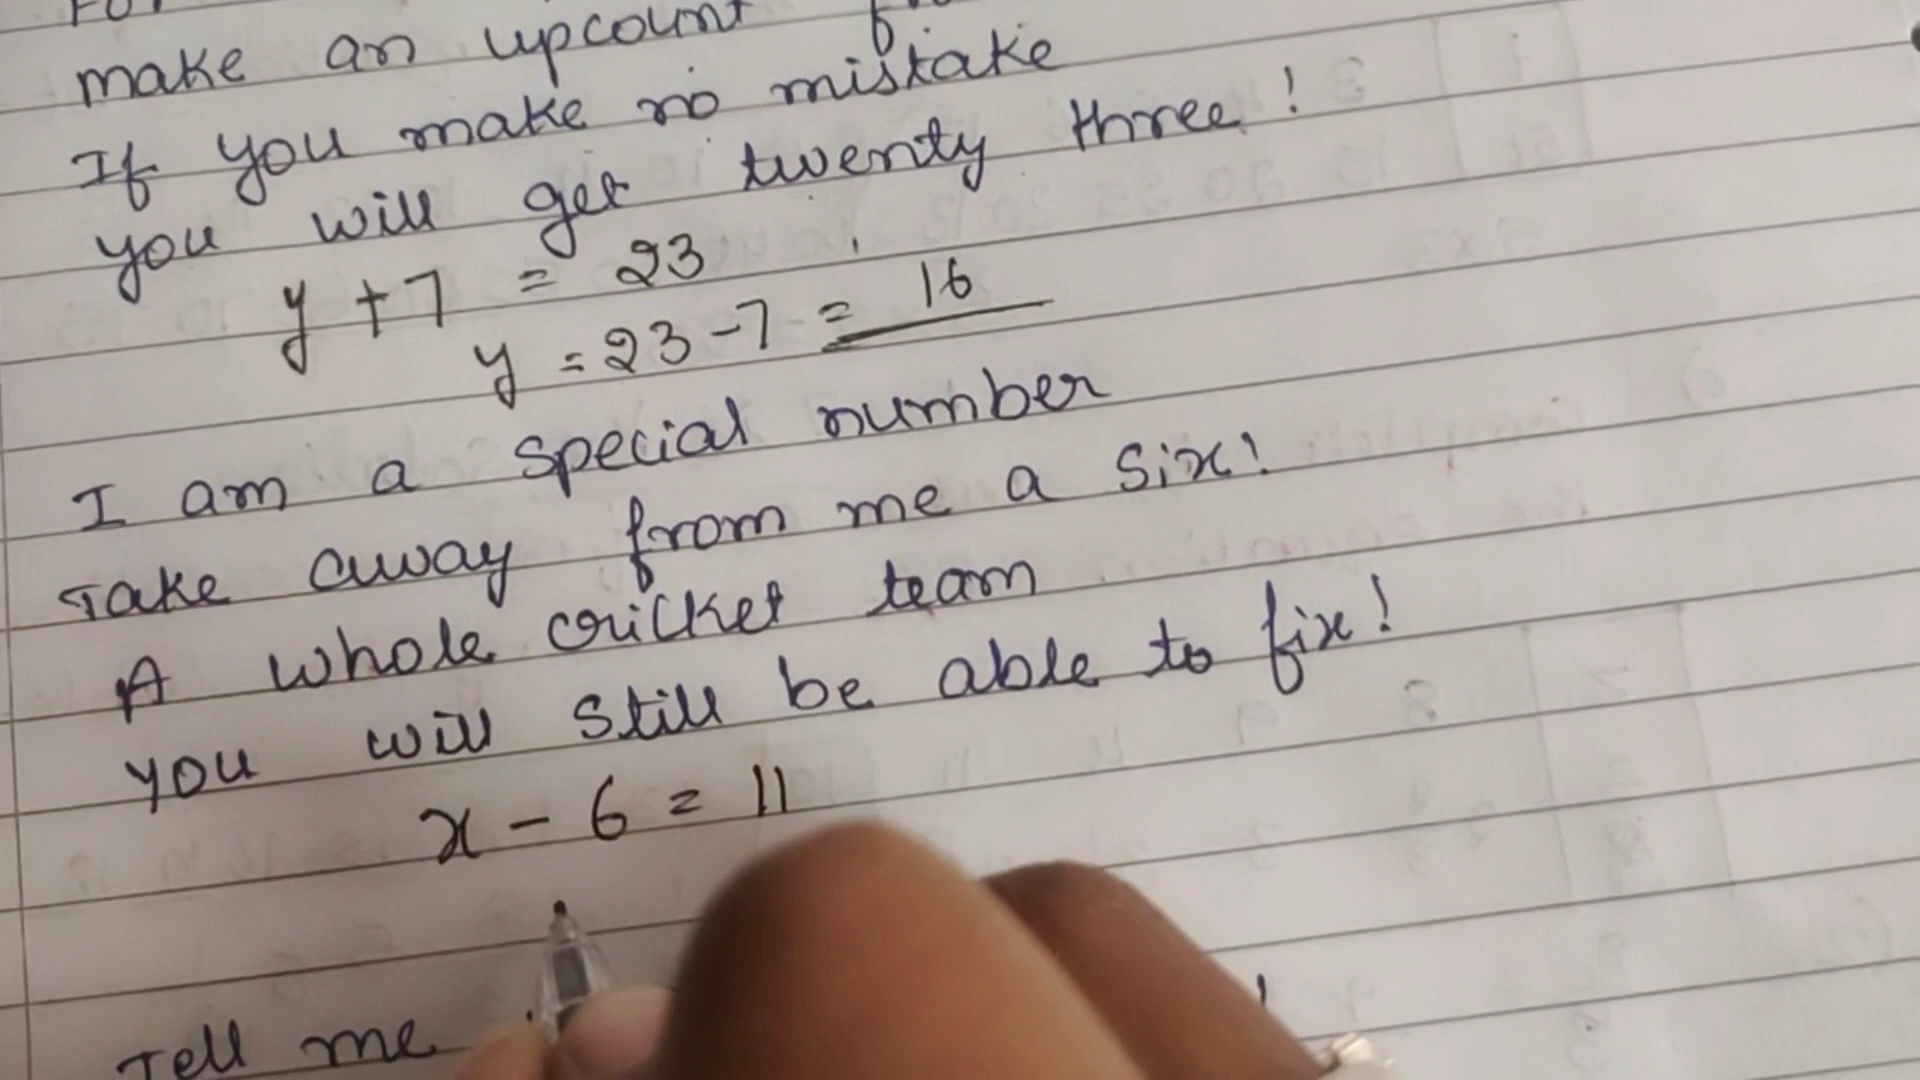 make an upcount
If you make no mistake
you will get twenty three!
y + 7 = 23
y = 23 - 7 = 16
I am a special number
Take away from me a six!
A whole cricket team
you will still be able to fix!
x - 6 = 11
Tell me